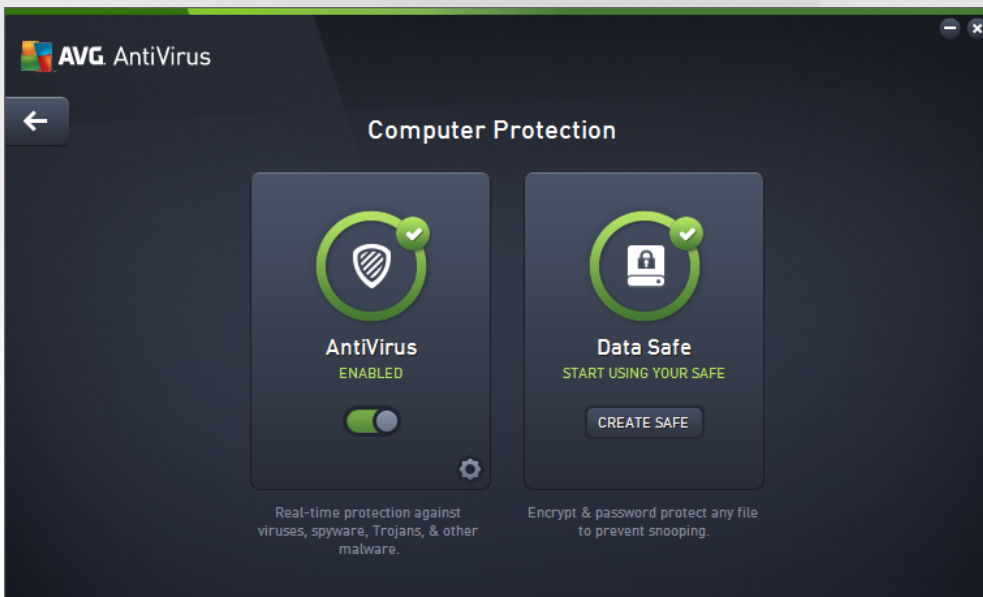 AVG. AntiVirus
Computer Protection
AntiVirus
ENABLED
Real-time protection against
viruses, spyware, Trojans, & other
malware.
Data Safe
START USING YOUR SAFE
CREATE SAFE
Encrypt & password protect any file
to prevent snooping.